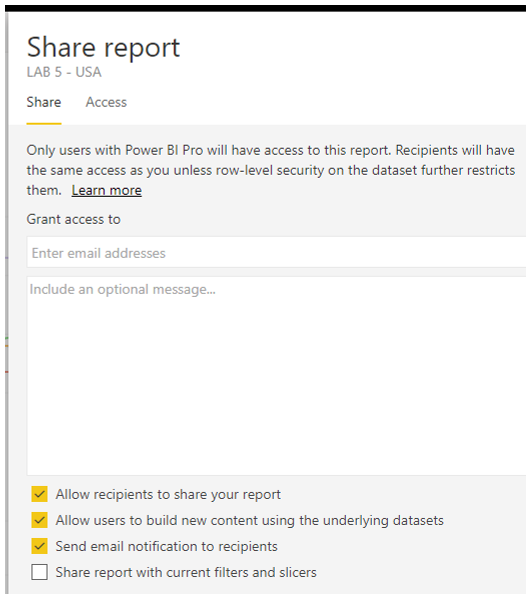 Share report
LAB 5 - USA
Share Access
Only users with Power BI Pro will have access to this report. Recipients will have
the same access as you unless row-level security on the dataset further restricts
them. Learn more
Grant access to
Enter email addresses
Include an optional message...
Allow recipients to share your report
Allow users to build new content using the underlying datasets
Send email notification to recipients
Share report with current filters and slicers